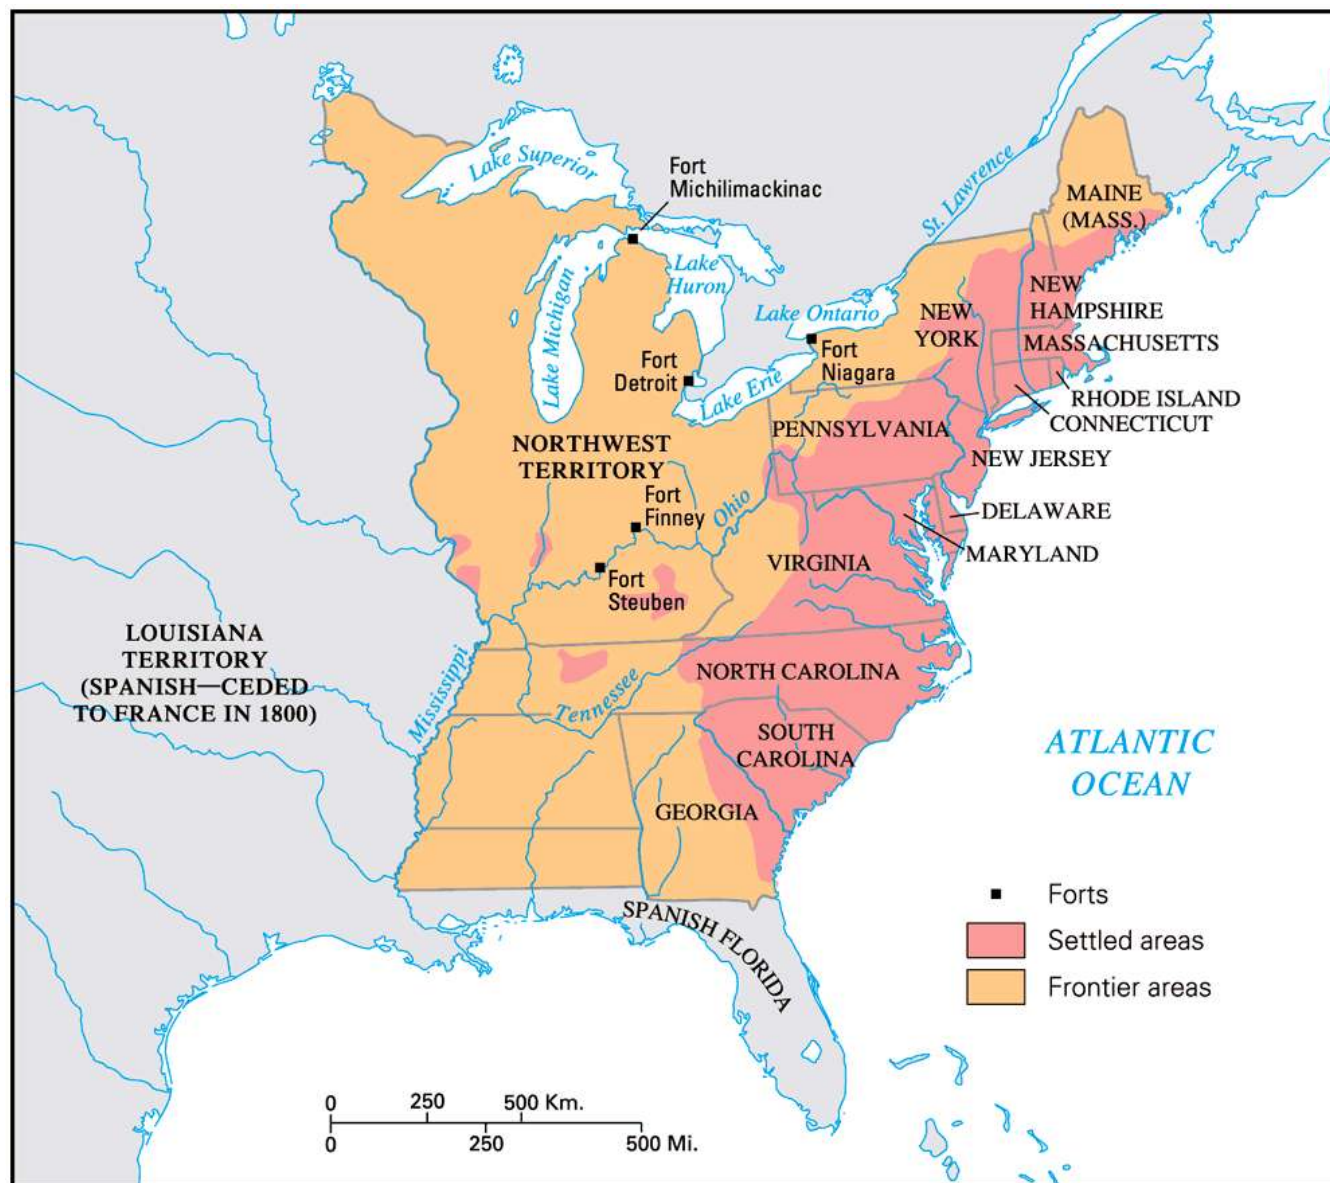 Lake Superior
Fort
Michilimackinac
St. Lawrence
MAINE
(MASS.)
Lake Michigan
Lake
Huron
Lake Ontario
NEW
YORK
NEW
HAMPSHIRE
MASSACHUSETTS
Fort
Detroit
Lake Erie
Fort
Niagara
RHODE ISLAND
CONNECTICUT
NORTHWEST
TERRITORY
PENNSYLVANIA
NEW JERSEY
Fort
Finney
Ohio
DELAWARE
MARYLAND
VIRGINIA
Fort
Steuben
LOUISIANA
TERRITORY
(SPANISH—CEDED
TO FRANCE IN 1800)
Mississippi
Tennessee
NORTH CAROLINA
SOUTH
CAROLINA
GEORGIA
ATLANTIC
OCEAN
SPANISH FLORIDA
Forts
Settled areas
Frontier areas
0 250 500 Km.
0 250 500 Mi.